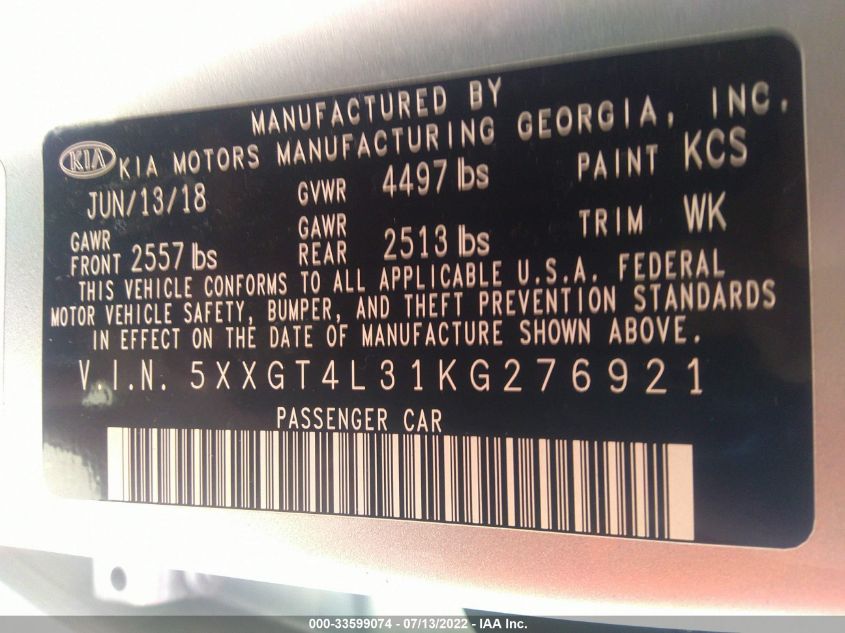 MANUFACTURED BY
KIA KIA MOTORS MANUFACTURING GEORGIA, INC.
JUN/13/18 GVWR 4497 lbs PAINT KCS
GAWR FRONT 2557 lbs GAWR REAR 2513 lbs TRIM WK
THIS VEHICLE CONFORMS TO ALL APPLICABLE U.S.A. FEDERAL
MOTOR VEHICLE SAFETY, BUMPER, AND THEFT PREVENTION STANDARDS
IN EFFECT ON THE DATE OF MANUFACTURE SHOWN ABOVE.
V.I.N. 5XXGT4L31KG276921
PASSENGER CAR
000-33599074 - 07/13/2022 - IAA Inc.